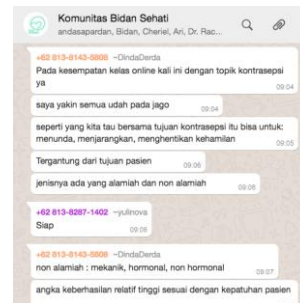 Komunitas Bidan Sehati
andasapardan, Bidan, Cheriel, Ari, Dr. Rac...
+62 813-8143-5808 ~DindaDerda
Pada kesempatan kelas online kali ini dengan topik kontrasepsi
ya
09:04
saya yakin semua udah pada jago
09:04
seperti yang kita tau bersama tujuan kontrasepsi itu bisa untuk:
menunda, menjarangkan, menghentikan kehamilan
09:05
Tergantung dari tujuan pasien
09:06
jenisnya ada yang alamiah dan non alamiah
09:06
+62 813-8287-1402 ~yulinova
Siap
09:06
+62 813-8143-5808 ~DindaDerda
non alamiah : mekanik, hormonal, non hormonal
09:07
angka keberhasilan relatif tinggi sesuai dengan kepatuhan pasien